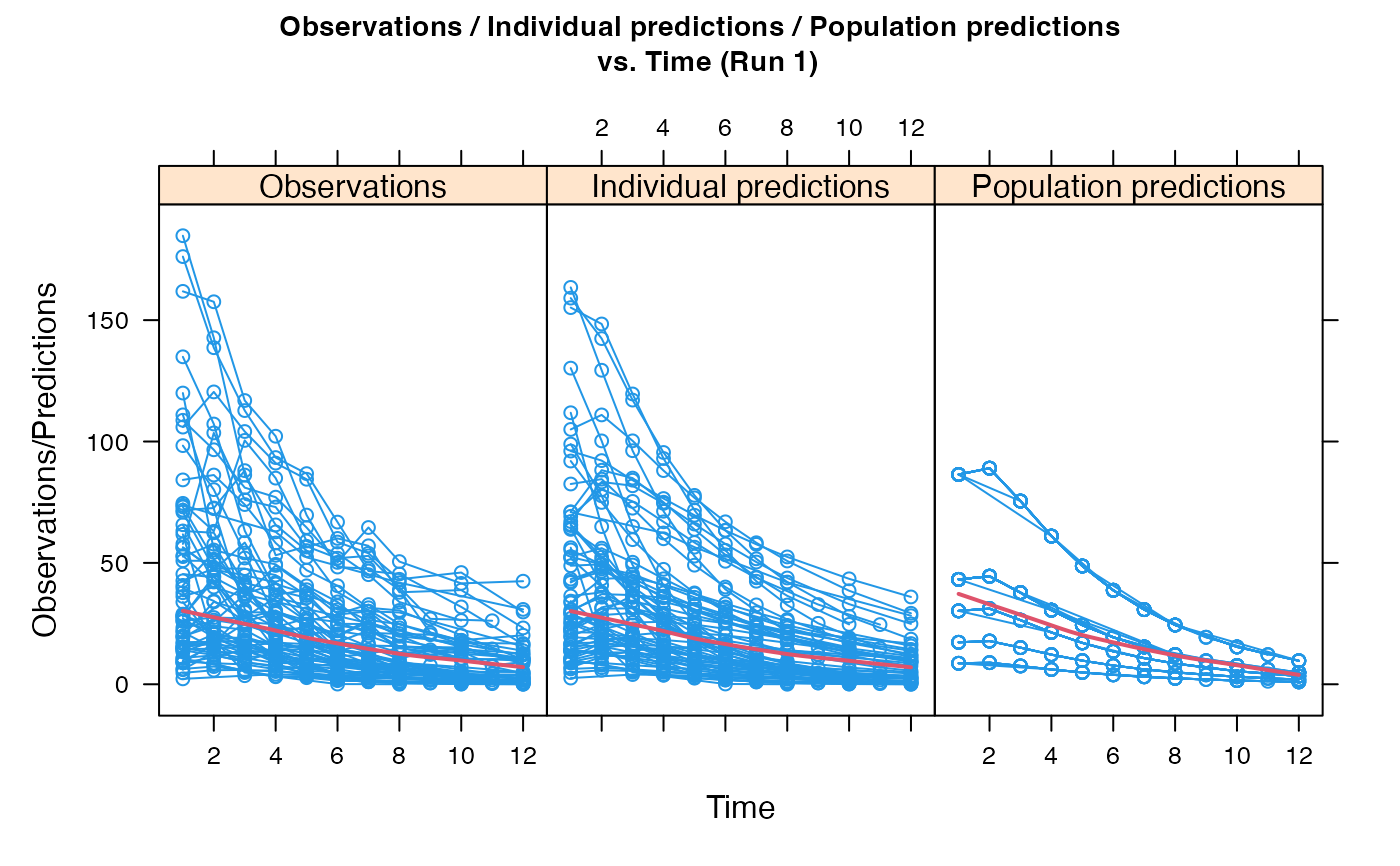 Observations / Individual predictions / Population predictions
vs. Time (Run 1)
2 4 6 8 10 12
Observations Individual predictions Population predictions
150
100
50
0
Observations/Predictions
2 4 6 8 10 12 2 4 6 8 10 12
Time